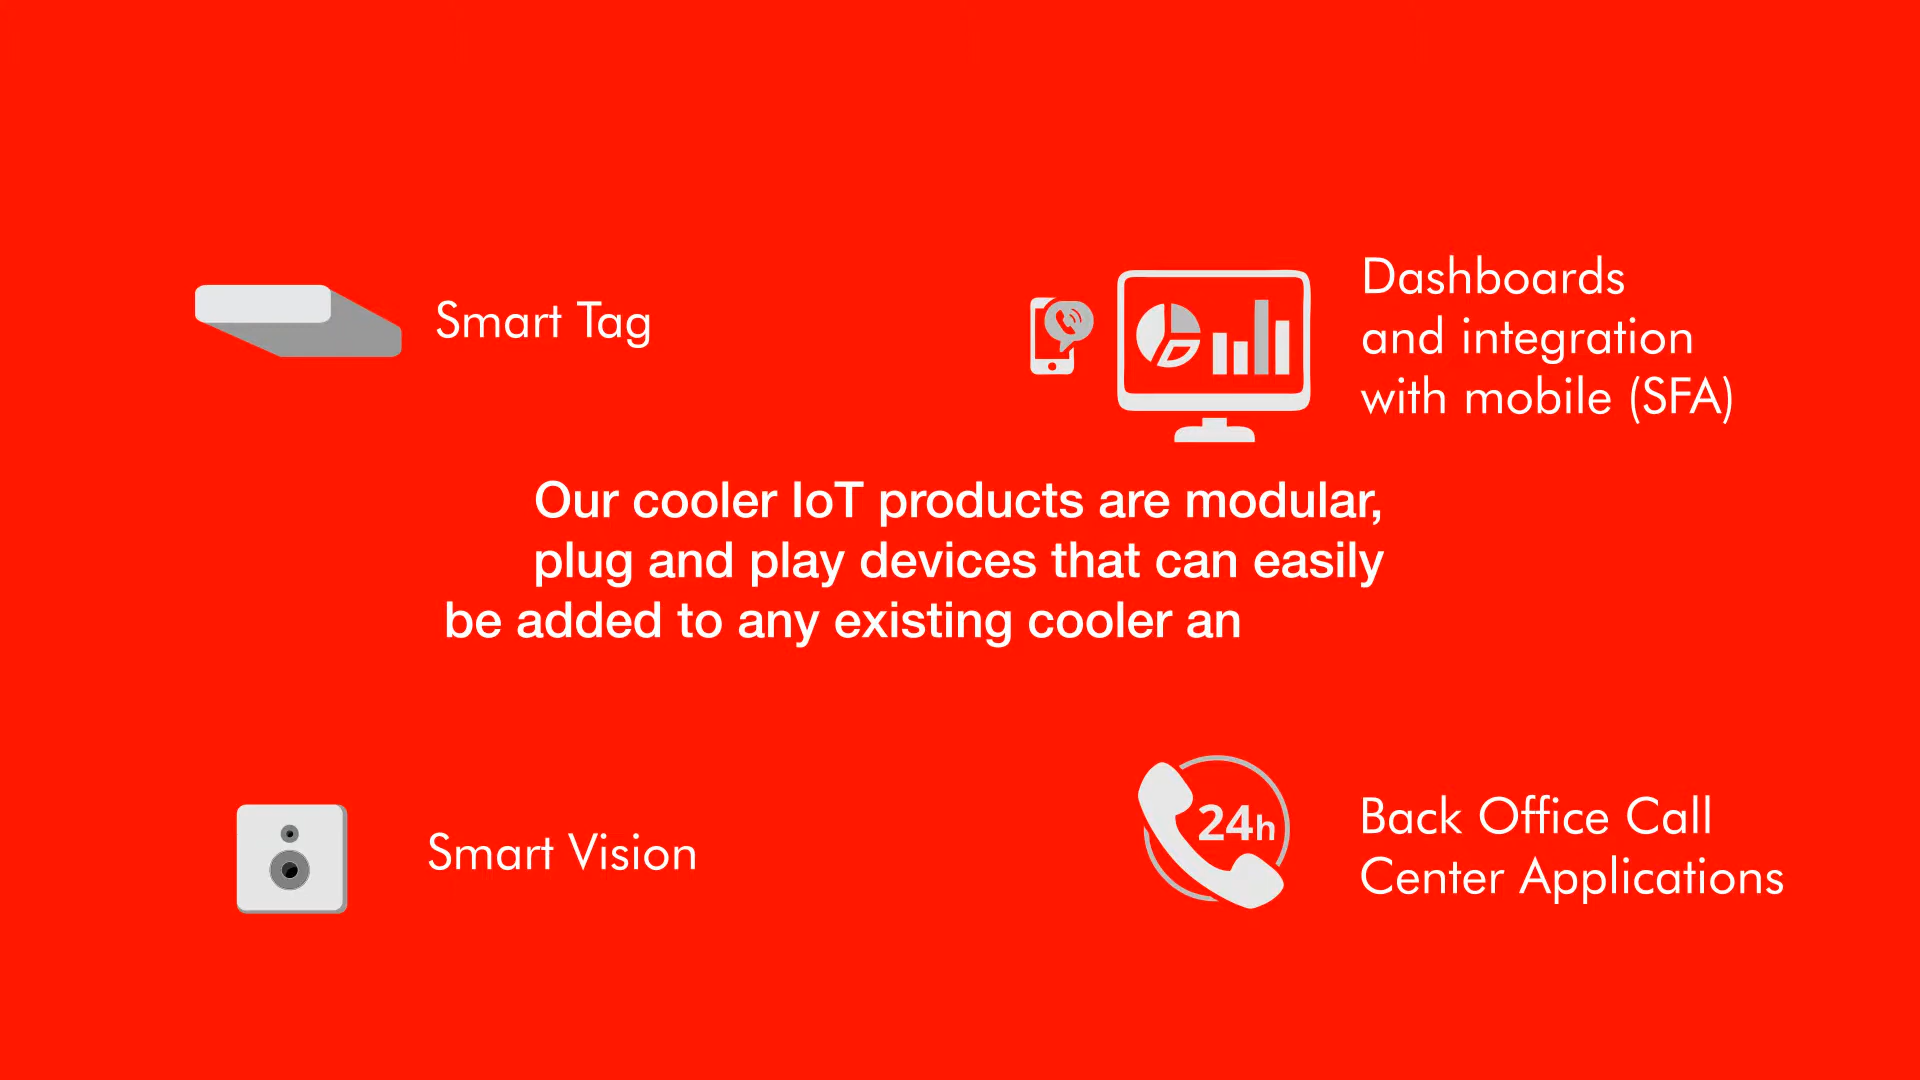 Smart Tag
Dashboards
and integration
with mobile (SFA)
Our cooler IoT products are modular,
plug and play devices that can easily
be added to any existing cooler an
Smart Vision
24h
Back Office Call
Center Applications